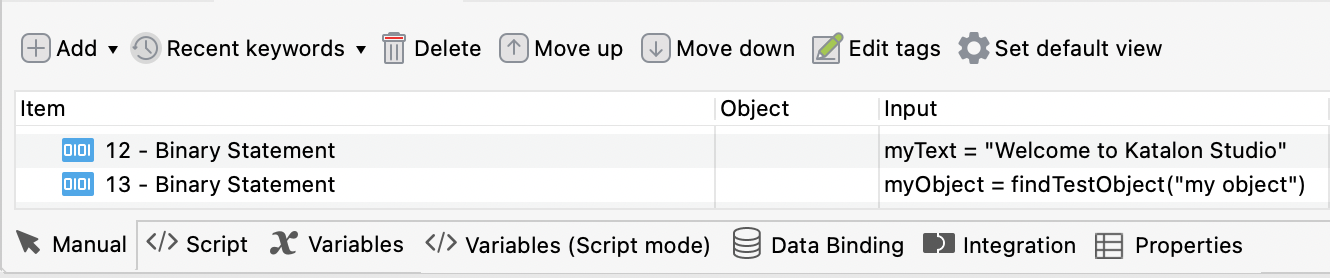 Add Recent keywords Delete Move up Move down Edit tags Set default view
Item Object Input
12 - Binary Statement myText = "Welcome to Katalon Studio"
13 - Binary Statement myObject = findTestObject("my object")
Manual </> Script Variables </> Variables (Script mode) Data Binding Integration Properties